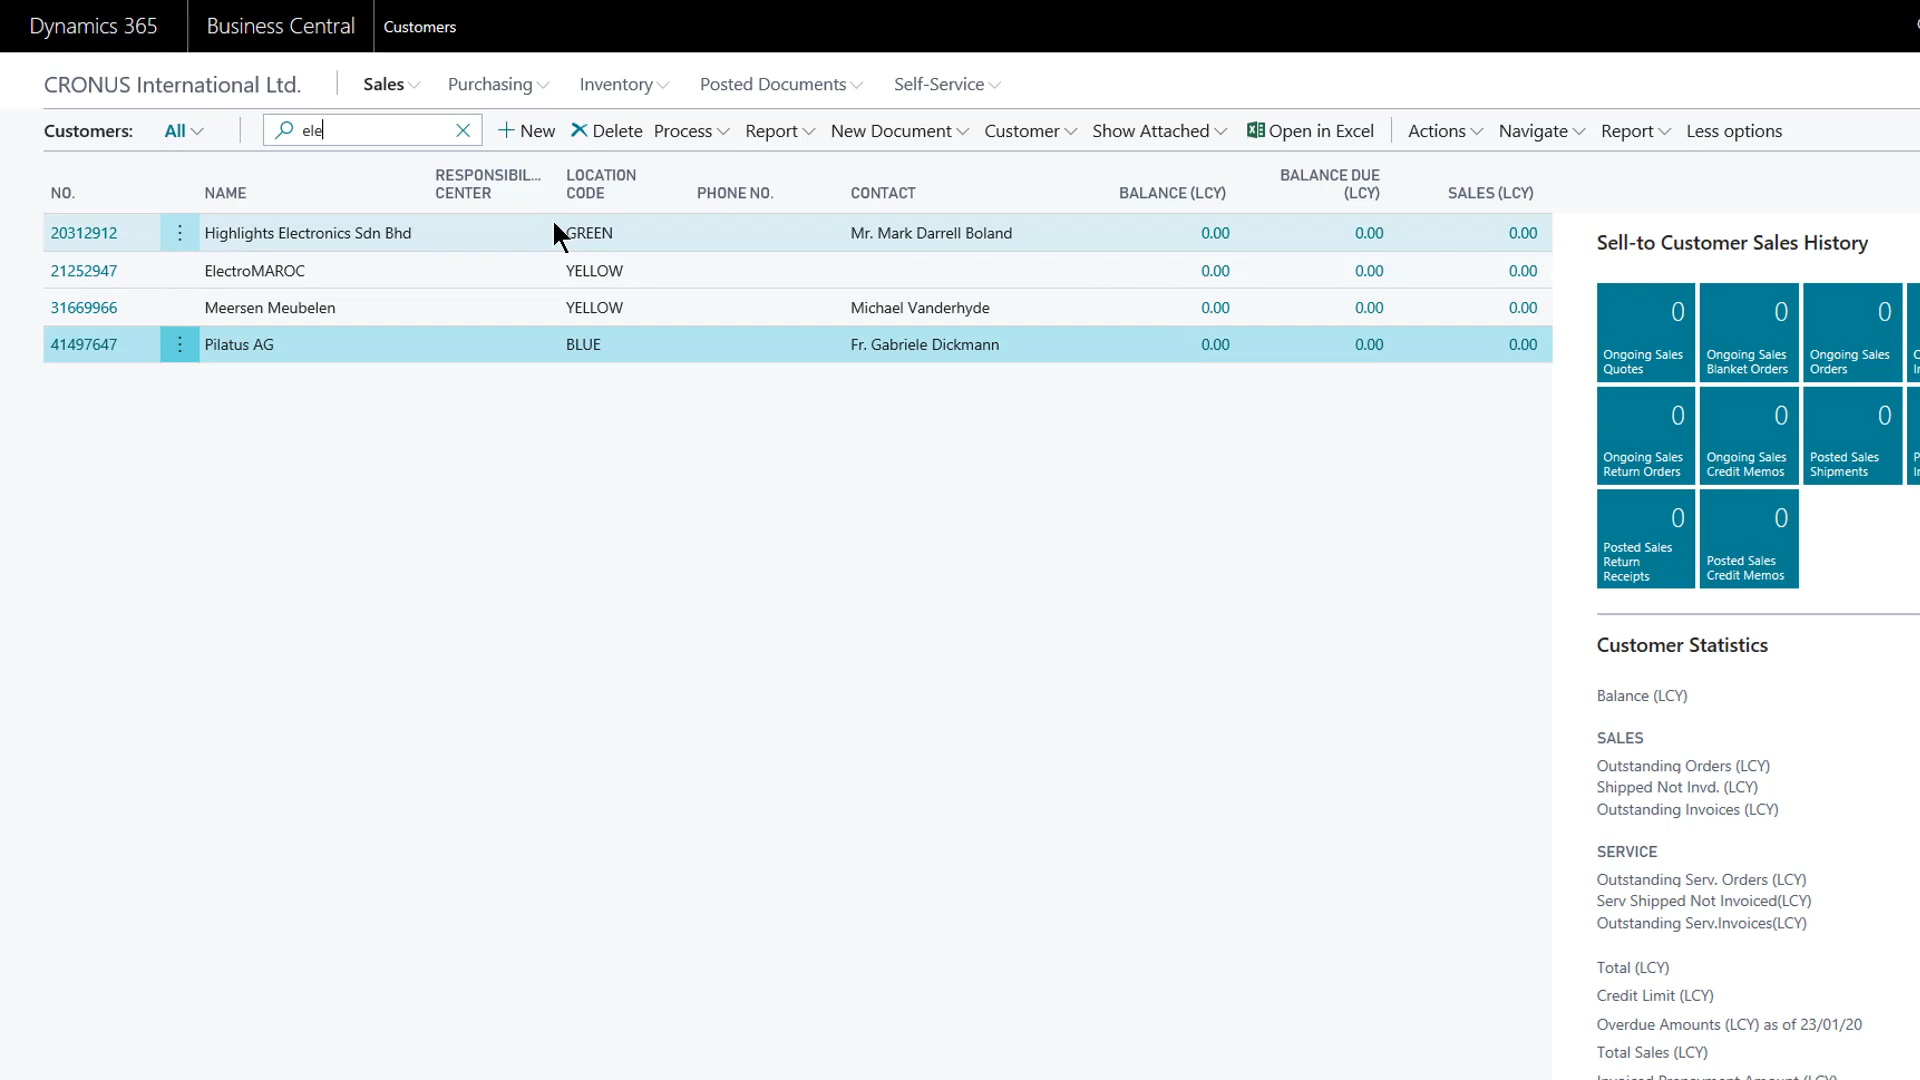 Dynamics 365 Business Central Customers
CRONUS International Ltd. Sales Purchasing Inventory Posted Documents Self-Service
Customers: All ele New Delete Process Report New Document Customer Show Attached Open in Excel Actions Navigate Report Less options
NO. NAME RESPONSIBIL... CENTER LOCATION CODE PHONE NO. CONTACT BALANCE (LCY) BALANCE DUE (LCY) SALES (LCY)
20312912 Highlights Electronics Sdn Bhd GREEN Mr. Mark Darrell Boland 0.00 0.00 0.00
21252947 ElectroMAROC YELLOW 0.00 0.00 0.00
31669966 Meersen Meubelen YELLOW Michael Vanderhyde 0.00 0.00 0.00
41497647 Pilatus AG BLUE Fr. Gabriele Dickmann 0.00 0.00 0.00
Sell-to Customer Sales History
0 0 0
Ongoing Sales Ongoing Sales Ongoing Sales
Quotes Blanket Orders Orders
0 0 0
Ongoing Sales Ongoing Sales Posted Sales
Return Orders Credit Memos Shipments
0 0
Posted Sales
Return Posted Sales
Receipts Credit Memos
Customer Statistics
Balance (LCY)
SALES
Outstanding Orders (LCY)
Shipped Not Invd. (LCY)
Outstanding Invoices (LCY)
SERVICE
Outstanding Serv. Orders (LCY)
Serv Shipped Not Invoiced(LCY)
Outstanding Serv.Invoices(LCY)
Total (LCY)
Credit Limit (LCY)
Overdue Amounts (LCY) as of 23/01/20
Total Sales (LCY)
Invoiced Prepayment Amount (LCY)